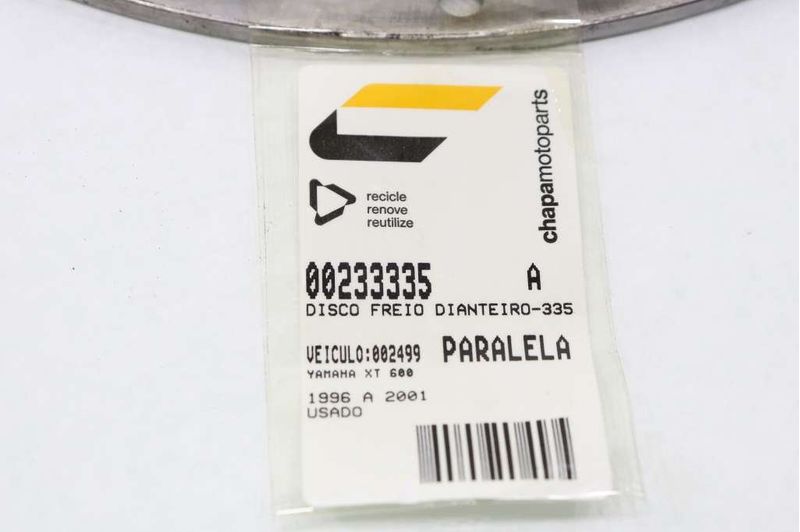 chapamotoparts
recicle
renove
reutilize
00233335 A
DISCO FREIO DIANTEIRO-335
VEICULO:002499 PARALELA
YAMAHA XT 600
1996 A 2001
USADO